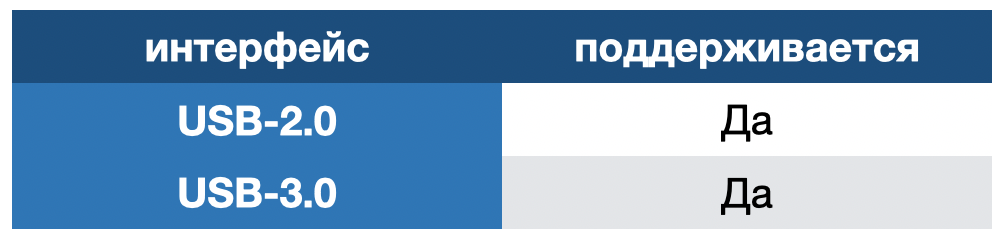 интерфейс поддерживается
USB-2.0 Да
USB-3.0 Да